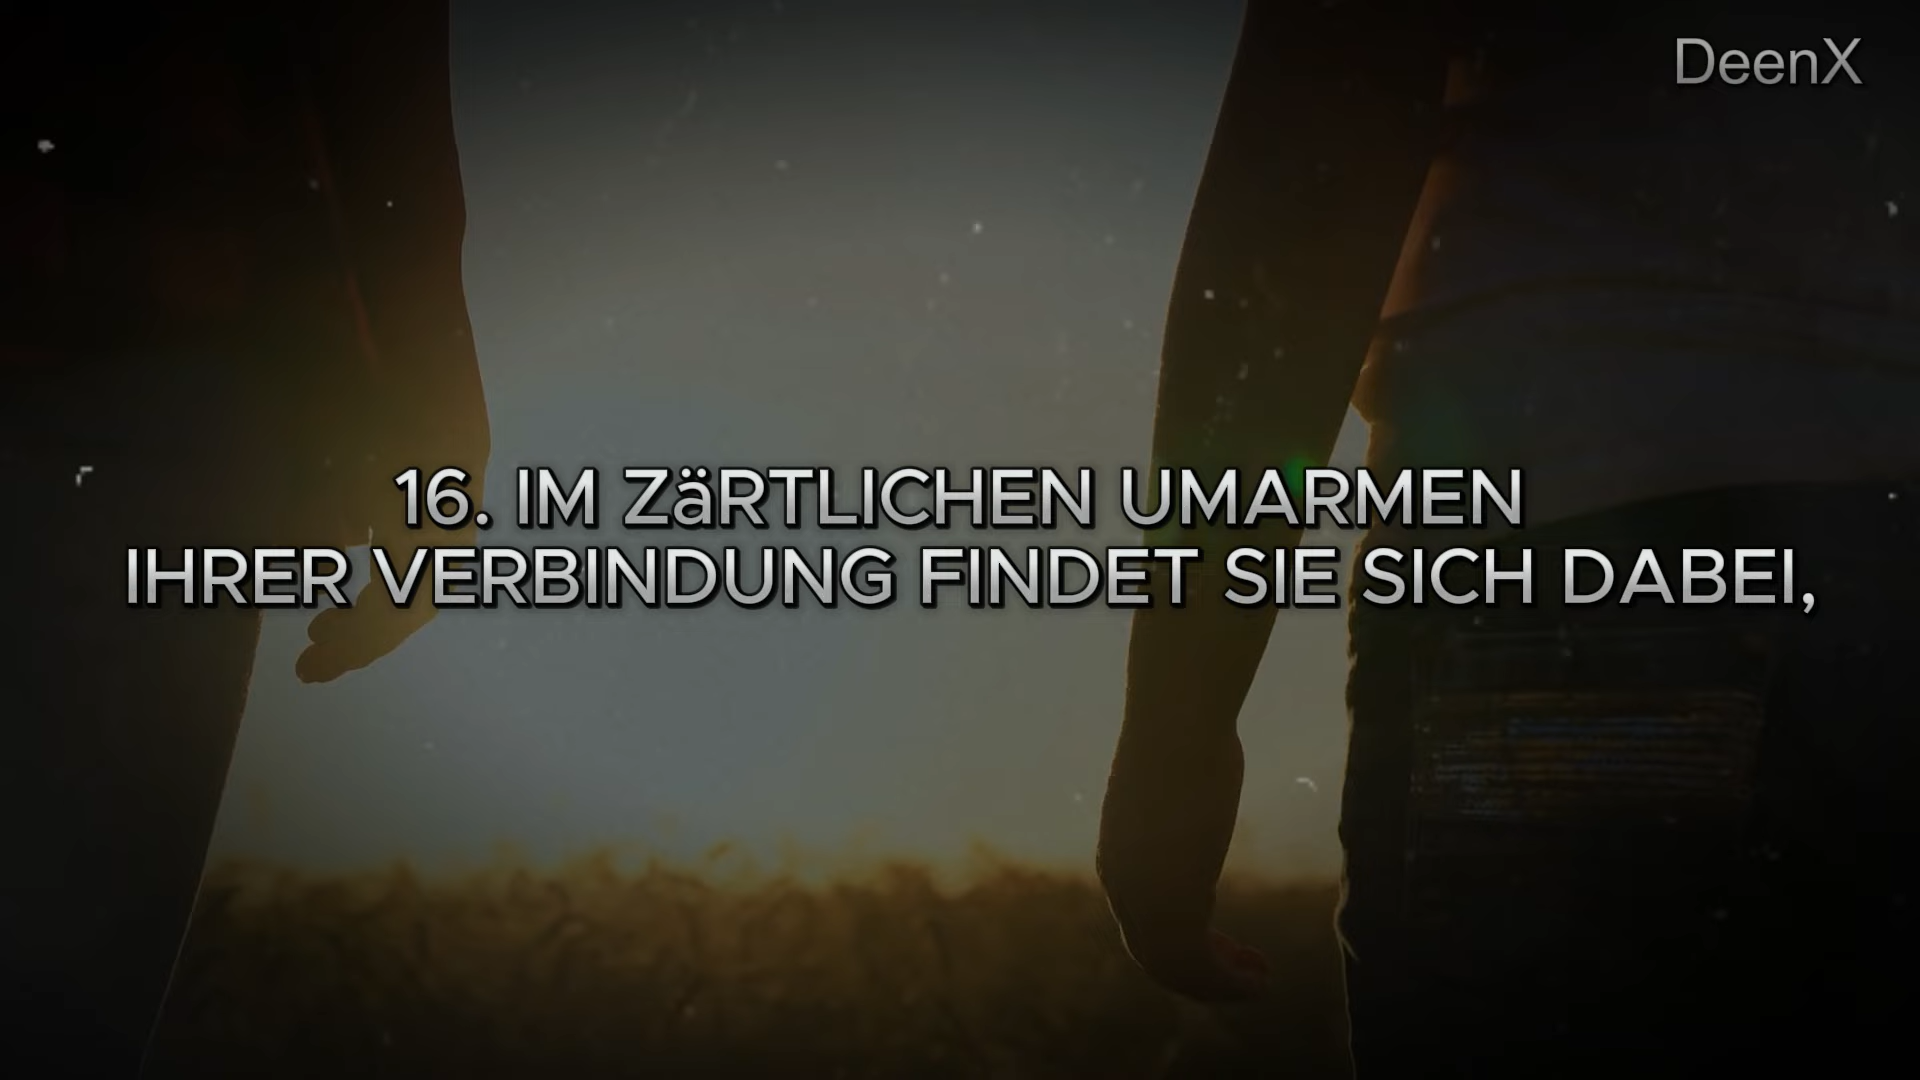 DeenX
16. IM ZäRTLICHEN UMARMEN
IHRER VERBINDUNG FINDET SIE SICH DABEI,